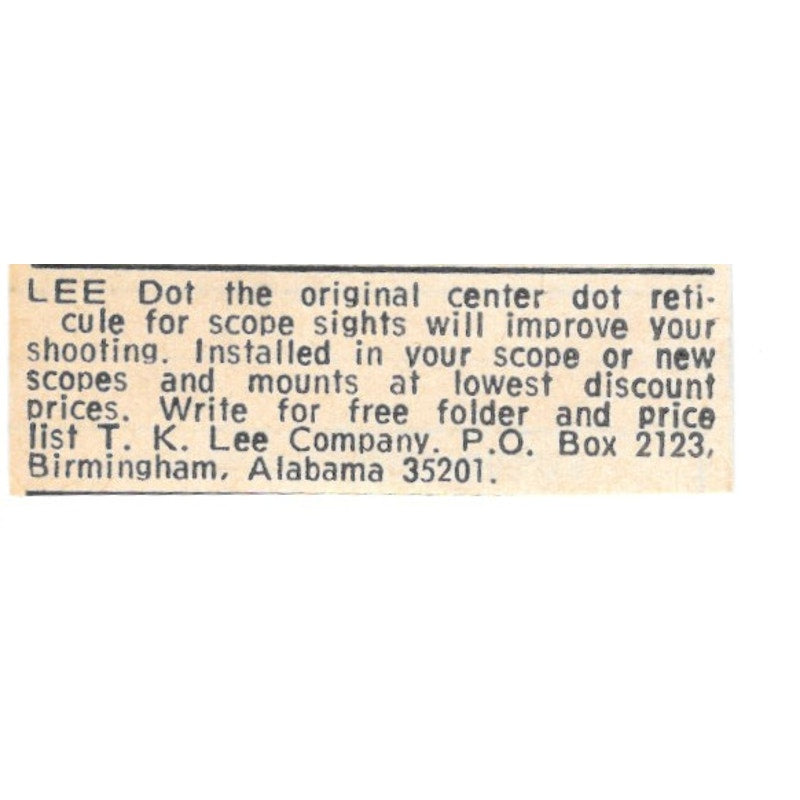 LEE Dot the original center dot reti-
cule for scope sights will improve your
shooting. Installed in your scope or new
scopes and mounts at lowest discount
prices. Write for free folder and price
list T. K. Lee Company. P.O. Box 2123,
Birmingham, Alabama 35201.